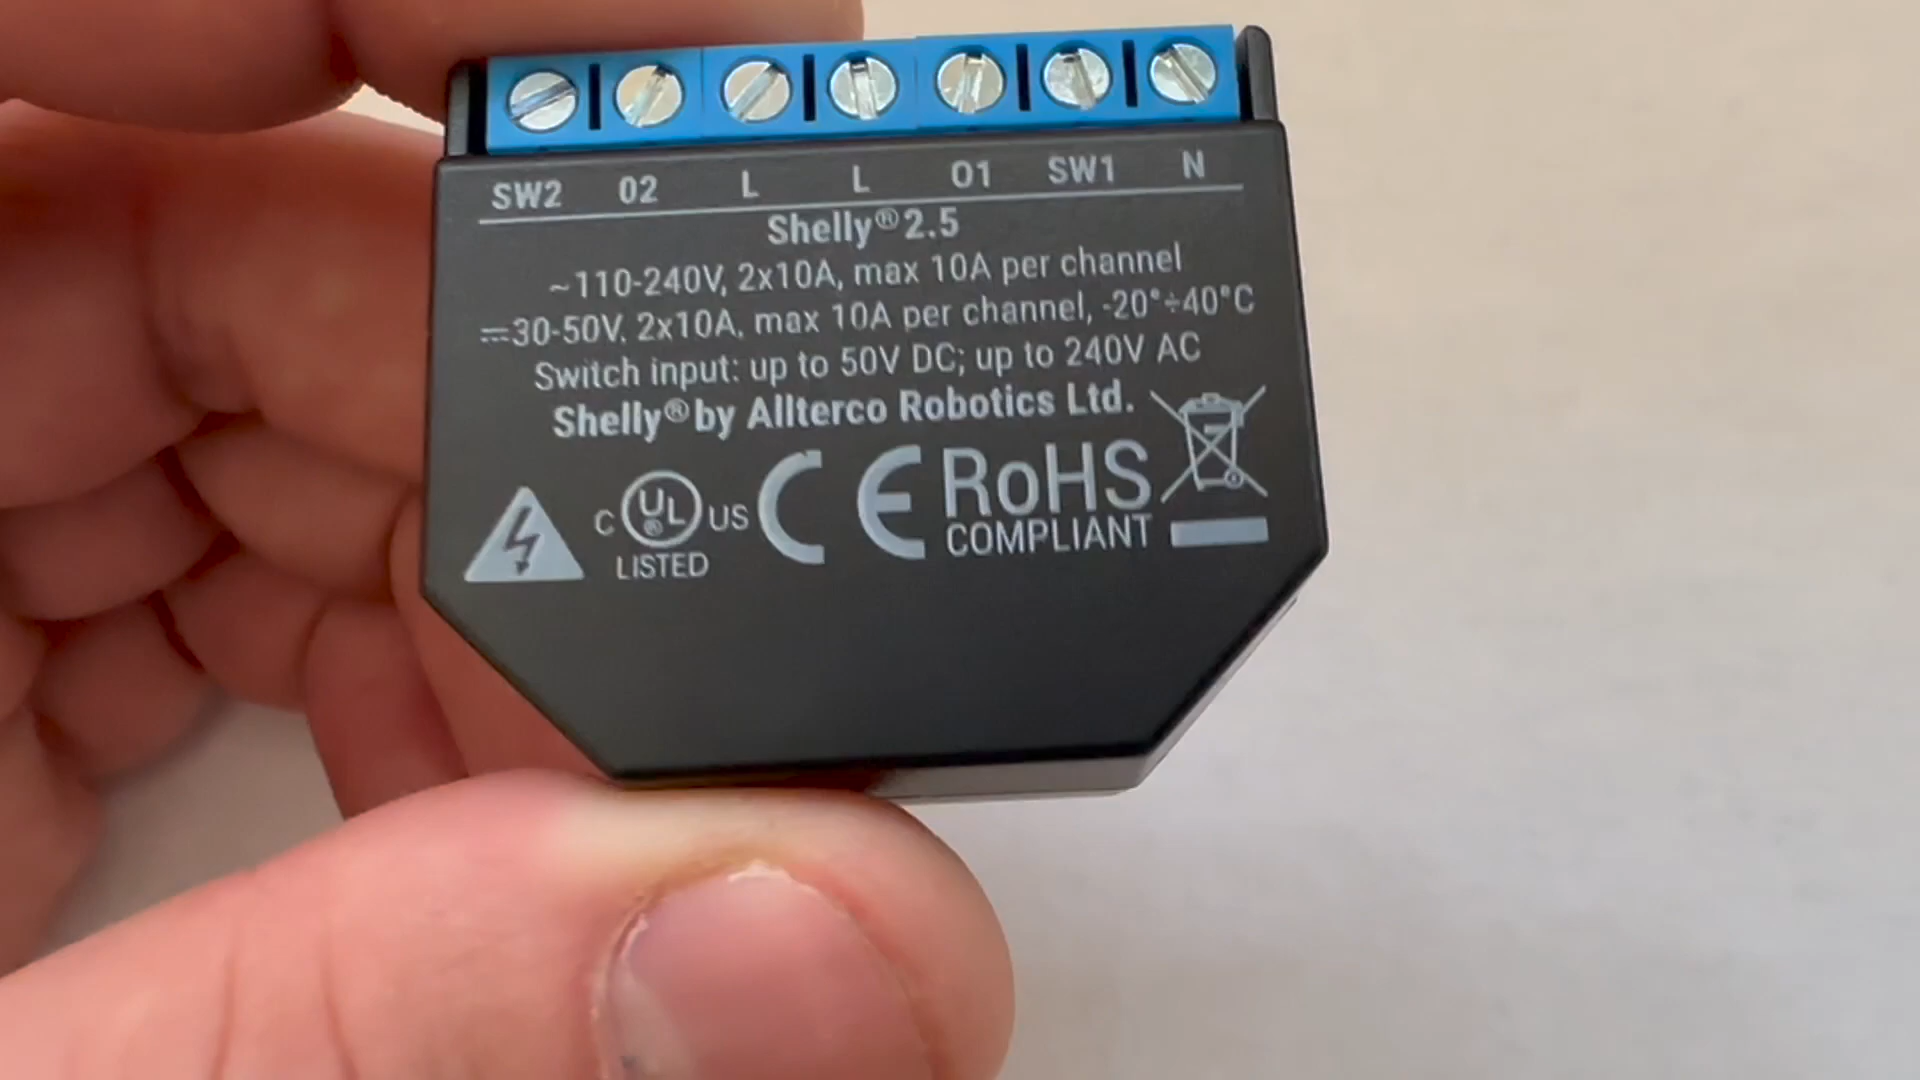 SW2 O2 L L O1 SW1 N
Shelly® 2.5
~110-240V, 2x10A, max 10A per channel
⎓30-50V, 2x10A, max 10A per channel, -20°÷40°C
Switch input: up to 50V DC; up to 240V AC
Shelly® by Allterco Robotics Ltd.
C UL® US CE RoHS
LISTED COMPLIANT